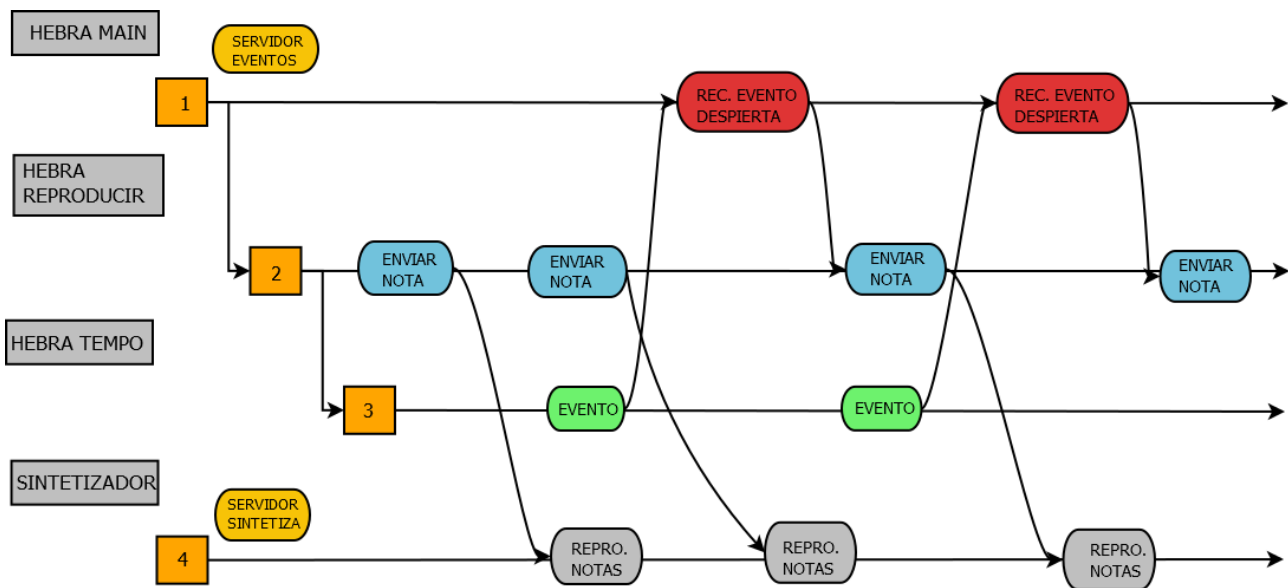 HEBRA MAIN
SERVIDOR
EVENTOS
1
REC. EVENTO
DESPIERTA
REC. EVENTO
DESPIERTA
HEBRA
REPRODUCIR
2
ENVIAR
NOTA
ENVIAR
NOTA
ENVIAR
NOTA
ENVIAR
NOTA
HEBRA TEMPO
3
EVENTO
EVENTO
SINTETIZADOR
SERVIDOR
SINTETIZA
4
REPRO.
NOTAS
REPRO.
NOTAS
REPRO.
NOTAS